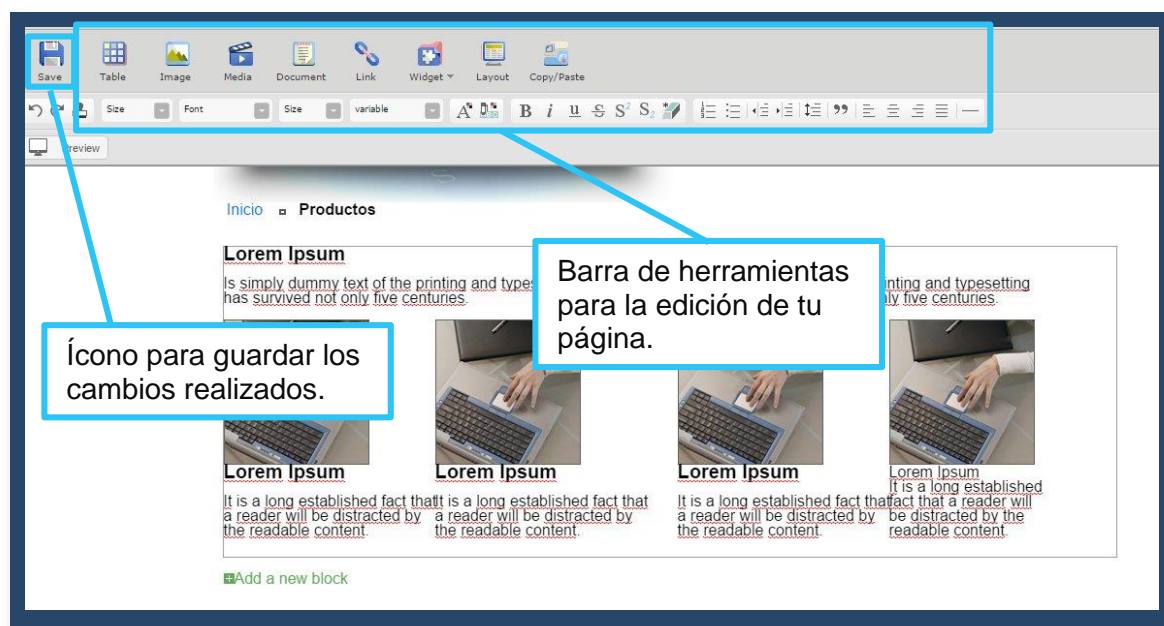 Save Table Image Media Document Link Widget Layout Copy/Paste
Size Font Size variable A B i u S S² S₂
Preview
Inicio Productos
Lorem Ipsum
Is simply dummy text of the printing and inting and typesetting
has survived not only five centuries. five centuries.
Barra de herramientas
para la edición de tu
página.
Ícono para guardar los
cambios realizados.
Lorem Ipsum
It is a long established fact that
a reader will be distracted by
the readable content.
Lorem Ipsum
It is a long established fact that
a reader will be distracted by
the readable content.
Lorem Ipsum
It is a long established fact that
a reader will be distracted by
the readable content.
Lorem Ipsum
It is a long established
fact that a reader will
be distracted by the
readable content.
Add a new block